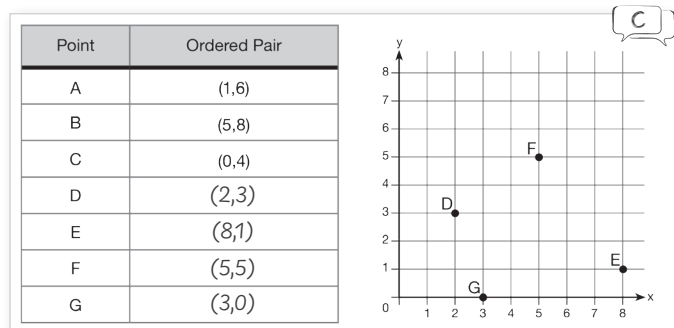 C
Point Ordered Pair
A (1,6)
B (5,8)
C (0,4)
D (2,3)
E (8,1)
F (5,5)
G (3,0)
y
8
7
6
5
4
3
2
1
0
F
D
E
G
1 2 3 4 5 6 7 8
x